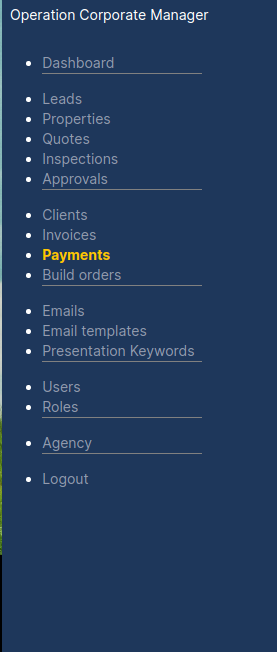 Operation Corporate Manager
Dashboard
Leads
Properties
Quotes
Inspections
Approvals
Clients
Invoices
Payments
Build orders
Emails
Email templates
Presentation Keywords
Users
Roles
Agency
Logout